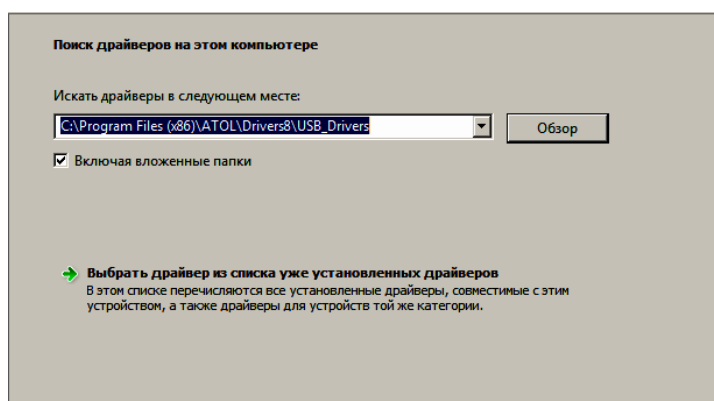 Поиск драйверов на этом компьютере
Искать драйверы в следующем месте:
C:\Program Files (x86)\ATOL\Drivers8\USB_Drivers
Обзор
Включая вложенные папки
Выбрать драйвер из списка уже установленных драйверов
В этом списке перечисляются все установленные драйверы, совместимые с этим
устройством, а также драйверы для устройств той же категории.